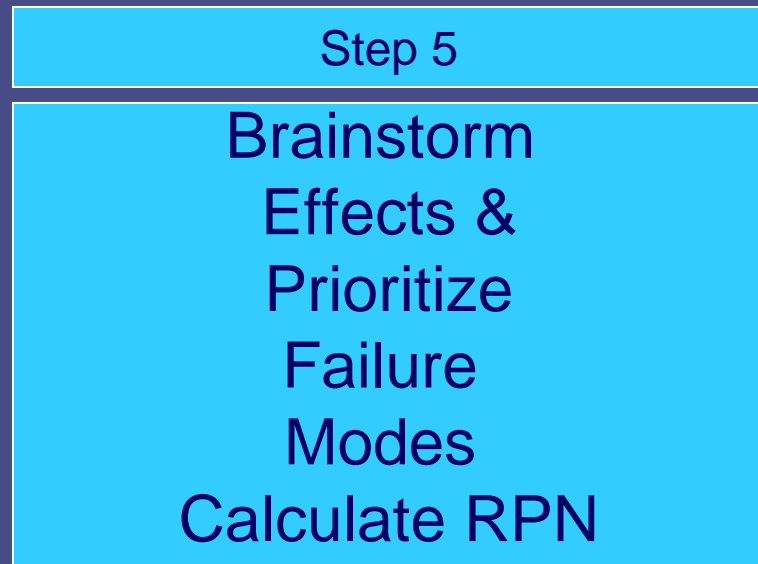 Step 5
Brainstorm
Effects &
Prioritize
Failure
Modes
Calculate RPN